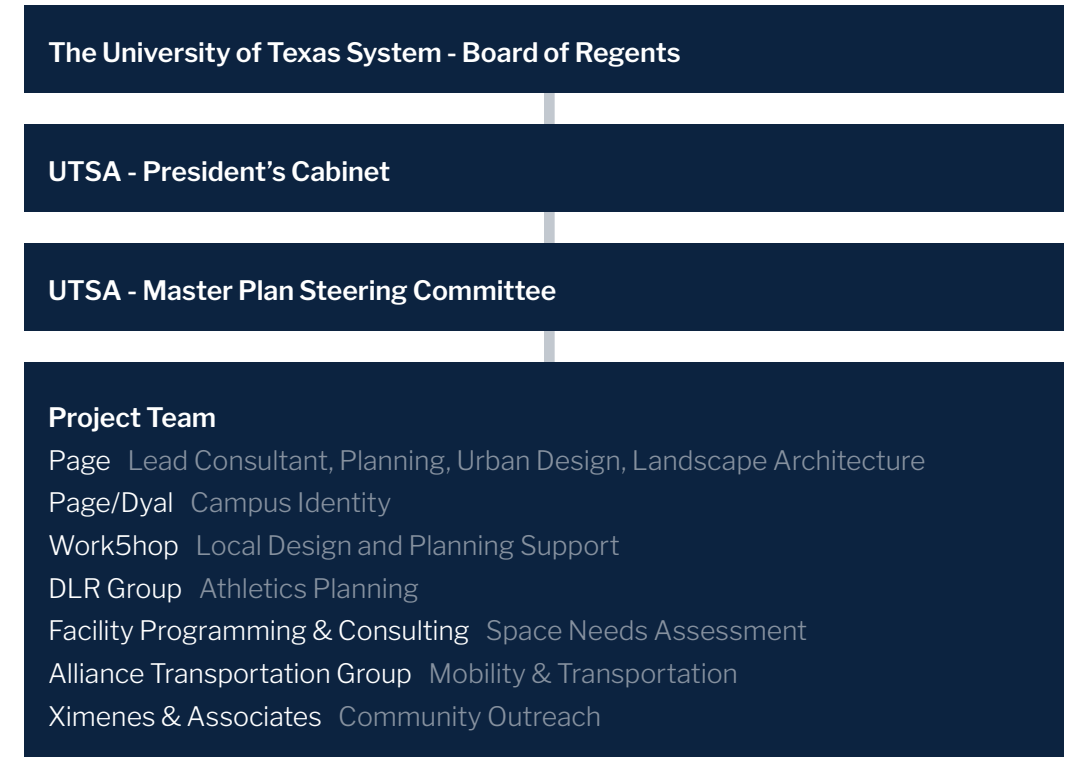 The University of Texas System - Board of Regents
UTSA - President’s Cabinet
UTSA - Master Plan Steering Committee
Project Team
Page Lead Consultant, Planning, Urban Design, Landscape Architecture
Page/Dyal Campus Identity
Work5hop Local Design and Planning Support
DLR Group Athletics Planning
Facility Programming & Consulting Space Needs Assessment
Alliance Transportation Group Mobility & Transportation
Ximenes & Associates Community Outreach